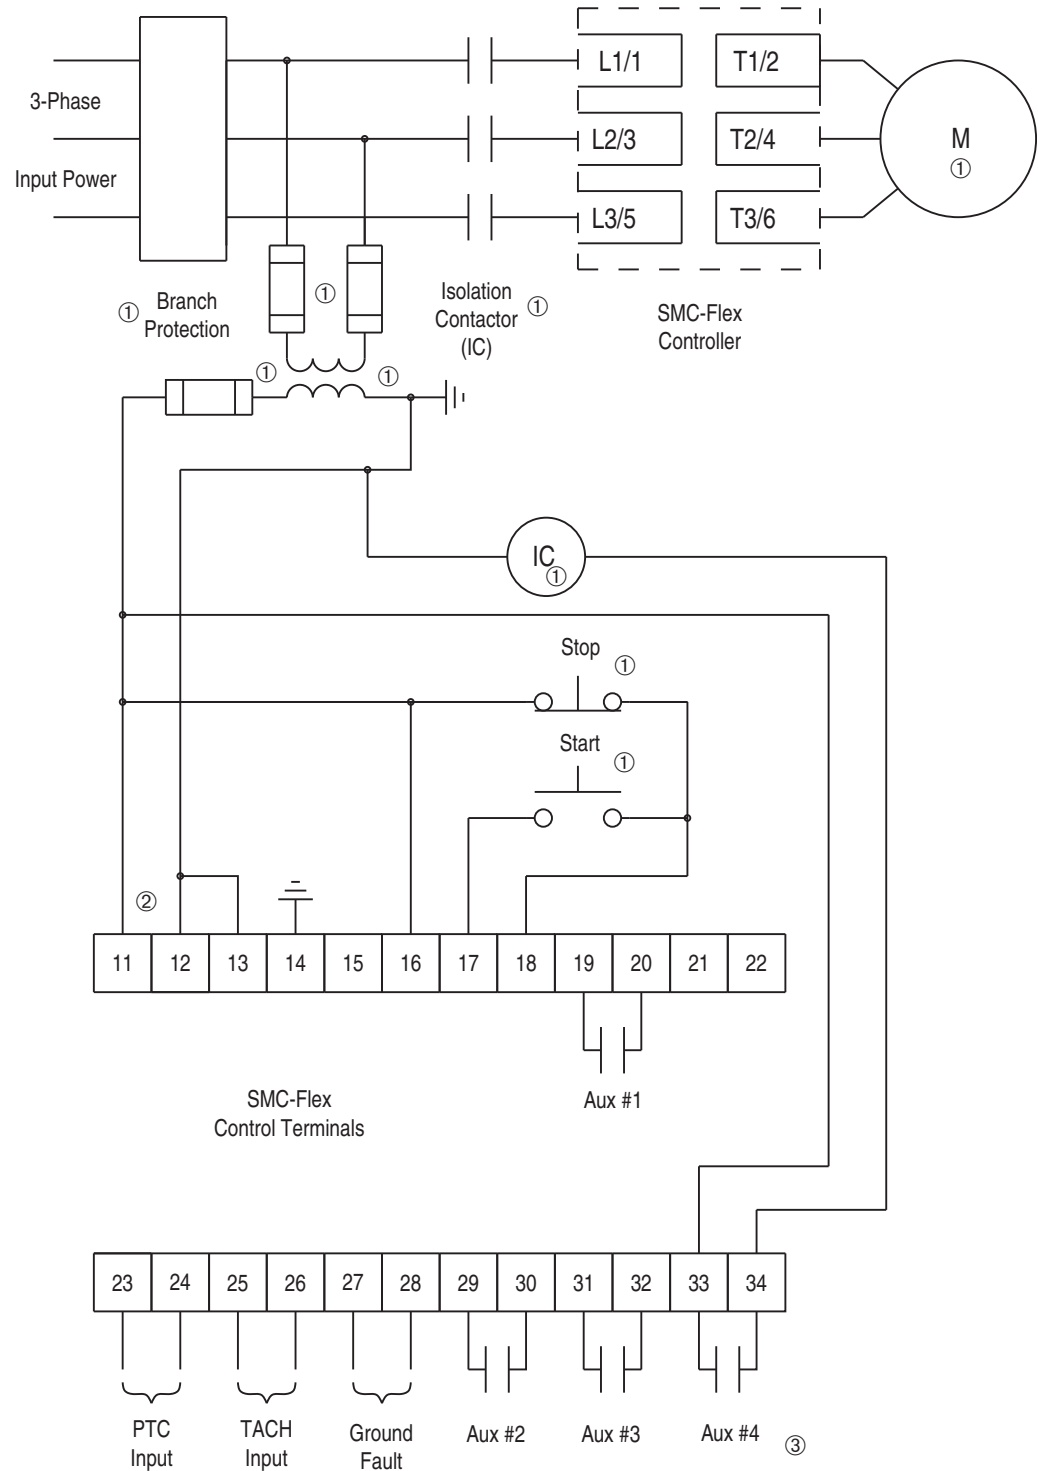 L1/1
T1/2
3-Phase
L2/3
T2/4
M
①
Input Power
L3/5
T3/6
① Branch
Protection
①
Isolation
Contactor ①
(IC)
SMC-Flex
Controller
①
①
IC
①
Stop
①
Start
①
②
11 12 13 14 15 16 17 18 19 20 21 22
Aux #1
SMC-Flex
Control Terminals
23 24 25 26 27 28 29 30 31 32 33 34
PTC
Input
TACH
Input
Ground
Fault
Aux #2
Aux #3
Aux #4
③